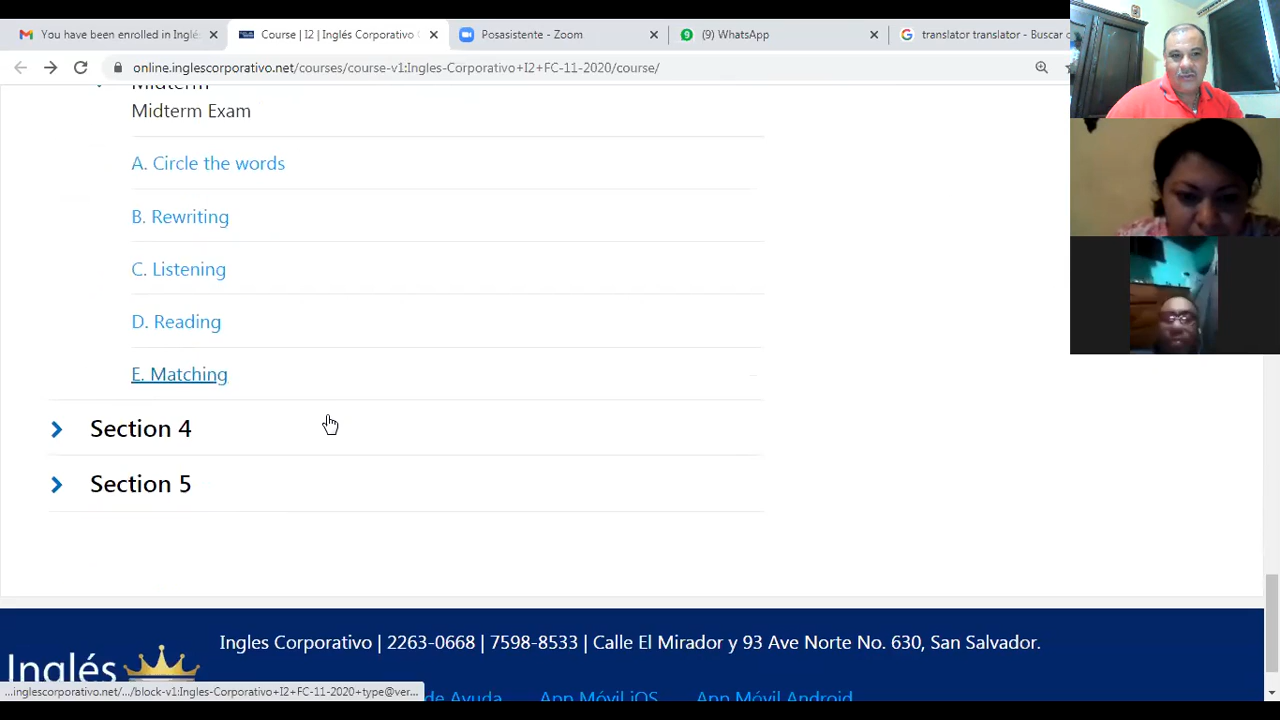 You have been enrolled in Inglé
Course | I2 | Inglés Corporativo
Posasistente - Zoom
(9) WhatsApp
translator translator - Buscar c
online.inglescorporativo.net/courses/course-v1:Ingles-Corporativo+I2+FC-11-2020/course/
Midterm
Midterm Exam
A. Circle the words
B. Rewriting
C. Listening
D. Reading
E. Matching
Section 4
Section 5
Ingles Corporativo | 2263-0668 | 7598-8533 | Calle El Mirador y 93 Ave Norte No. 630, San Salvador.
Inglés
...inglescorporativo.net/.../block-v1:Ingles-Corporativo+I2+FC-11-2020+type@ver...
de Ayuda
App Móvil iOS
App Móvil Android